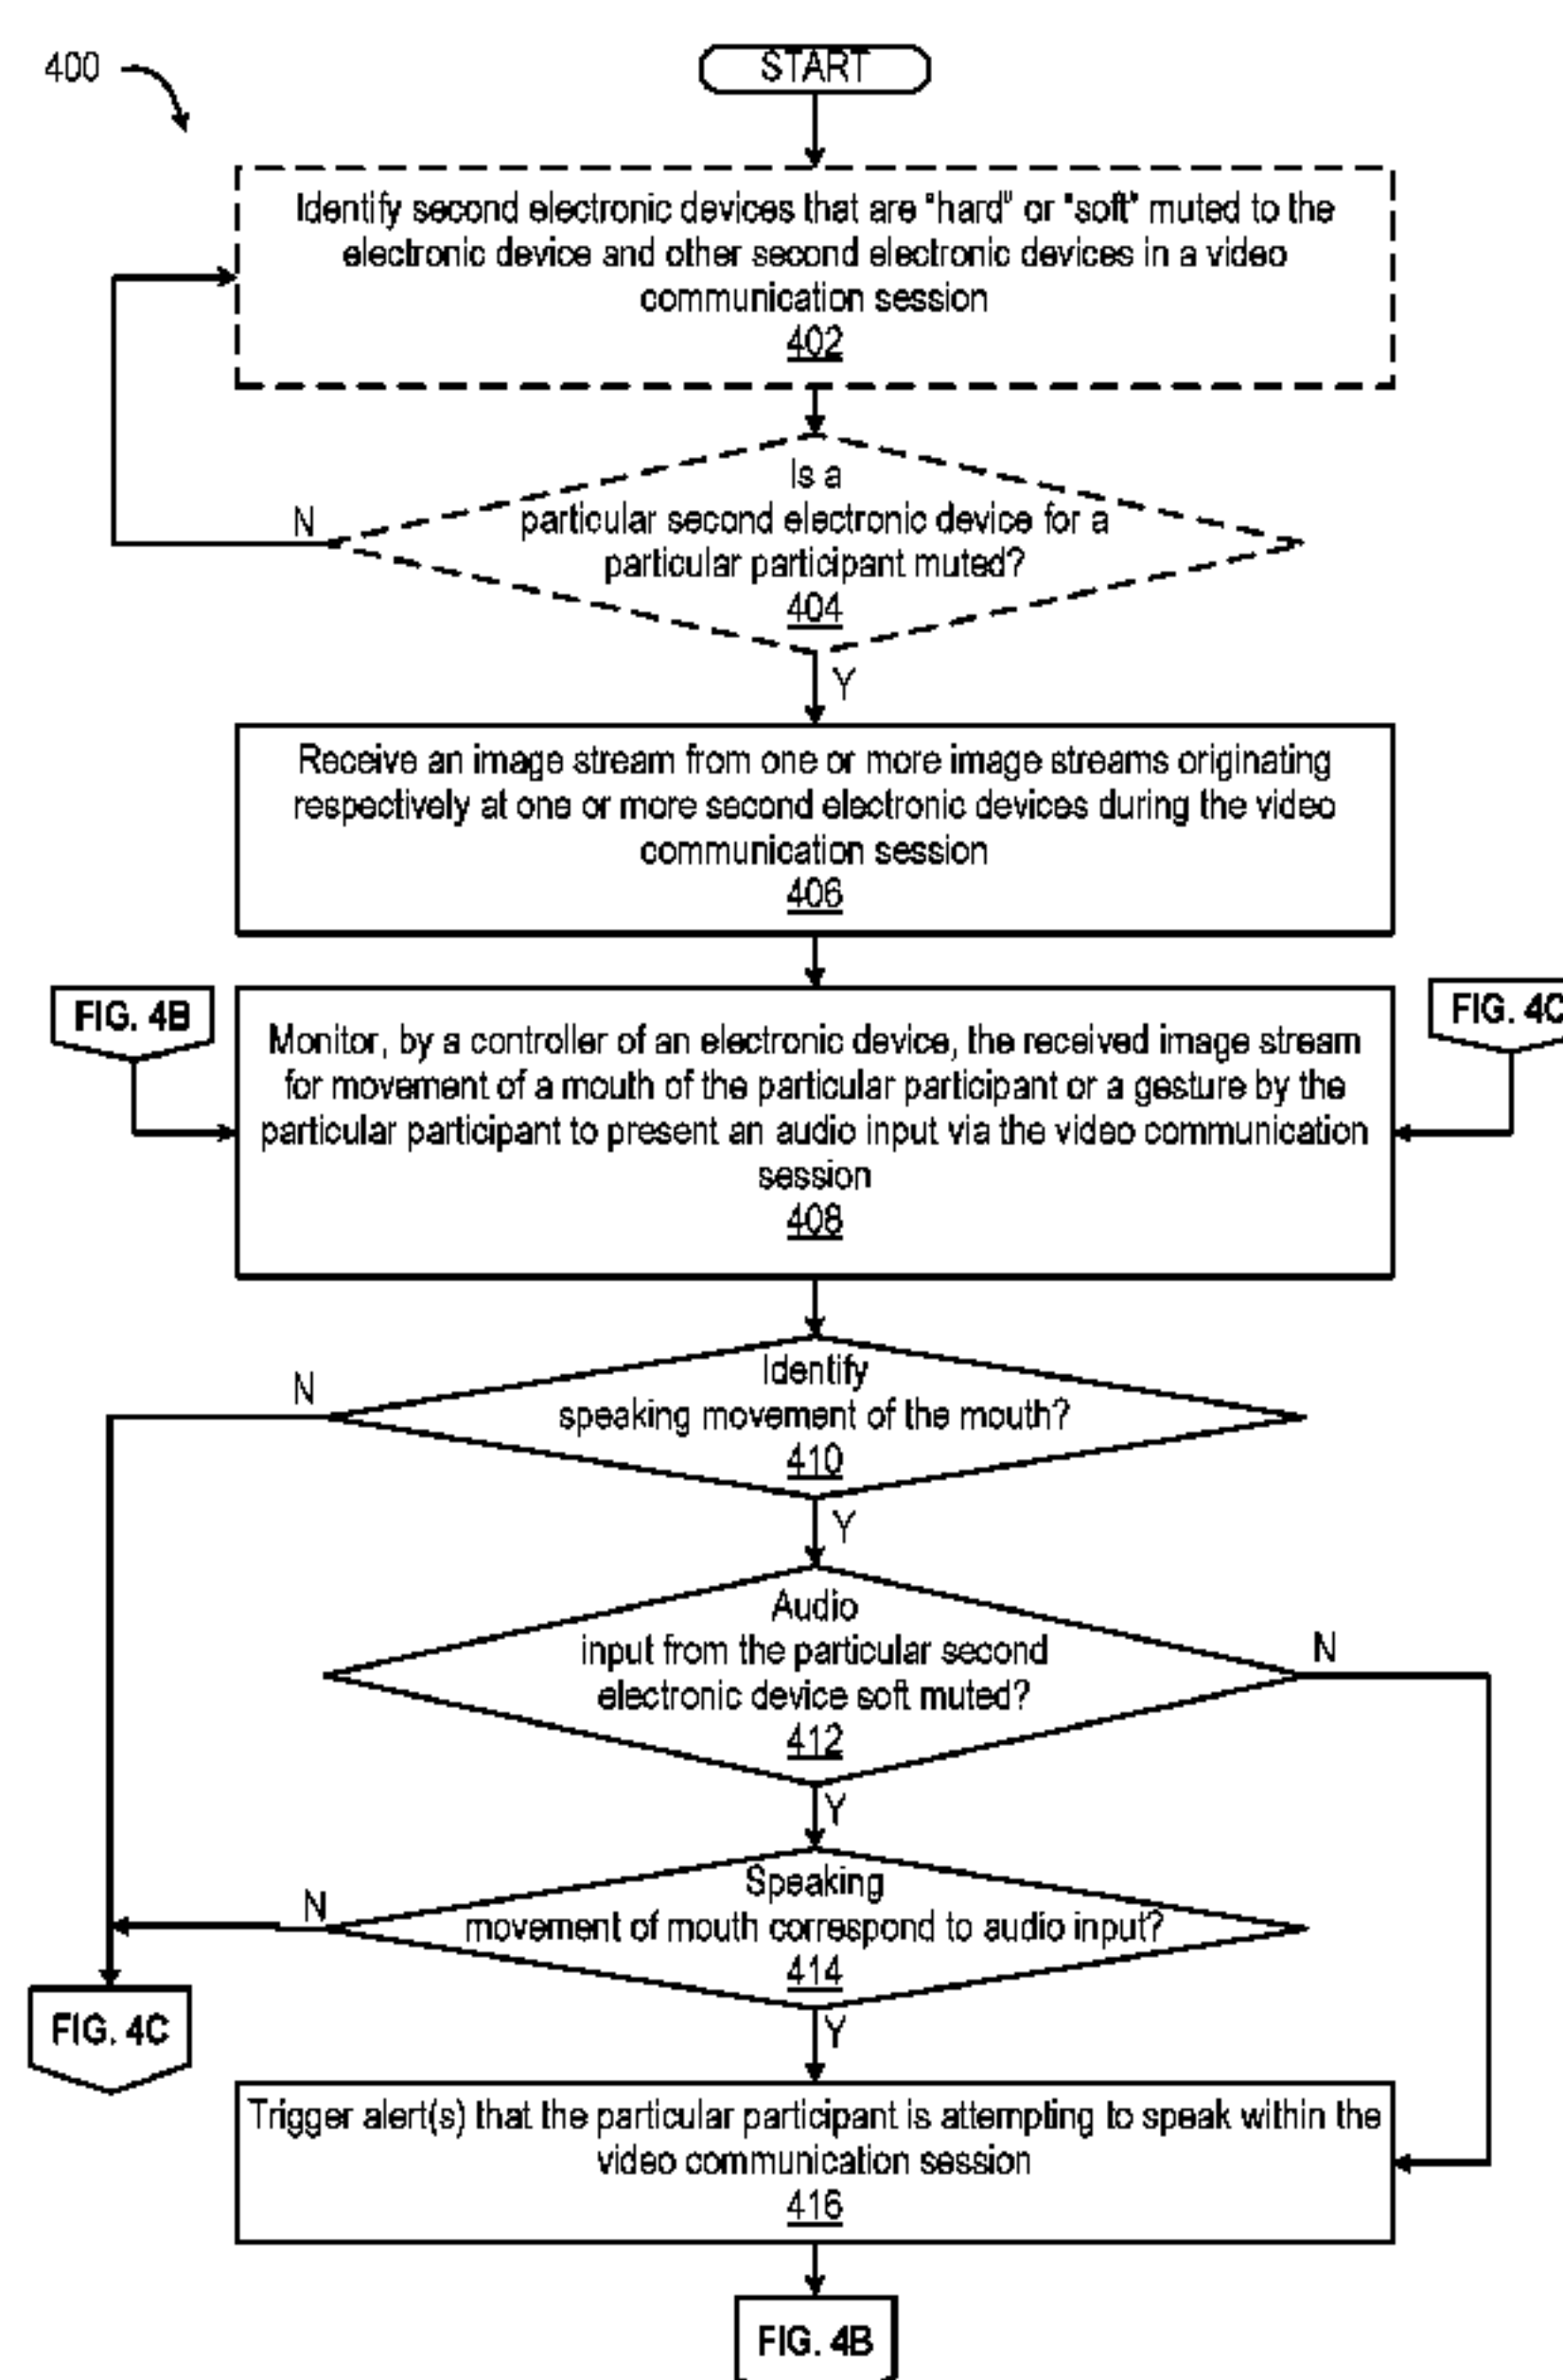 400
START
Identify second electronic devices that are "hard" or "soft" muted to the
electronic device and other second electronic devices in a video
communication session
402
Is a
particular second electronic device for a
particular participant muted?
404
N
Y
Receive an image stream from one or more image streams originating
respectively at one or more second electronic devices during the video
communication session
406
FIG. 4B
FIG. 4C
Monitor, by a controller of an electronic device, the received image stream
for movement of a mouth of the particular participant or a gesture by the
particular participant to present an audio input via the video communication
session
408
N
Identify
speaking movement of the mouth?
410
Y
Audio
input from the particular second
electronic device soft muted?
412
N
Y
Speaking
movement of mouth correspond to audio input?
414
N
Y
FIG. 4C
Trigger alert(s) that the particular participant is attempting to speak within the
video communication session
416
FIG. 4B